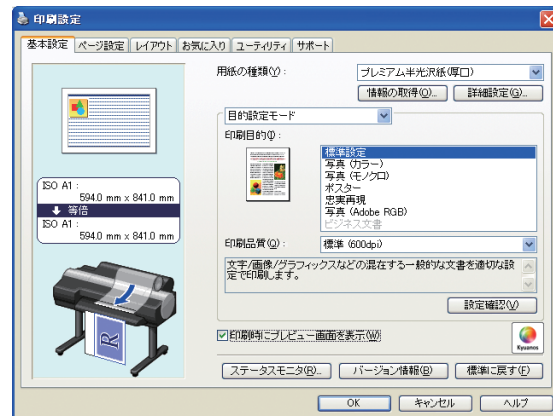 印刷設定
基本設定 ページ設定 レイアウト お気に入り ユーティリティ サポート
用紙の種類(Y):
プレミアム半光沢紙(厚口)
情報の取得(Q)... 詳細設定(G)...
目的設定モード
印刷目的(I):
標準設定
写真 (カラー)
写真 (モノクロ)
ポスター
忠実再現
写真 (Adobe RGB)
ビジネス文書
ISO A1 :
594.0 mm x 841.0 mm
等倍
ISO A1 :
594.0 mm x 841.0 mm
印刷品質(Q):
標準 (600dpi)
文字/画像/グラフィックスなどの混在する一般的な文書を適切な設
定で印刷します。
設定確認(V)
印刷時にプレビュー画面を表示(W)
Kyuanos
R
ステータスモニタ(R)... バージョン情報(B) 標準に戻す(F)
OK キャンセル ヘルプ